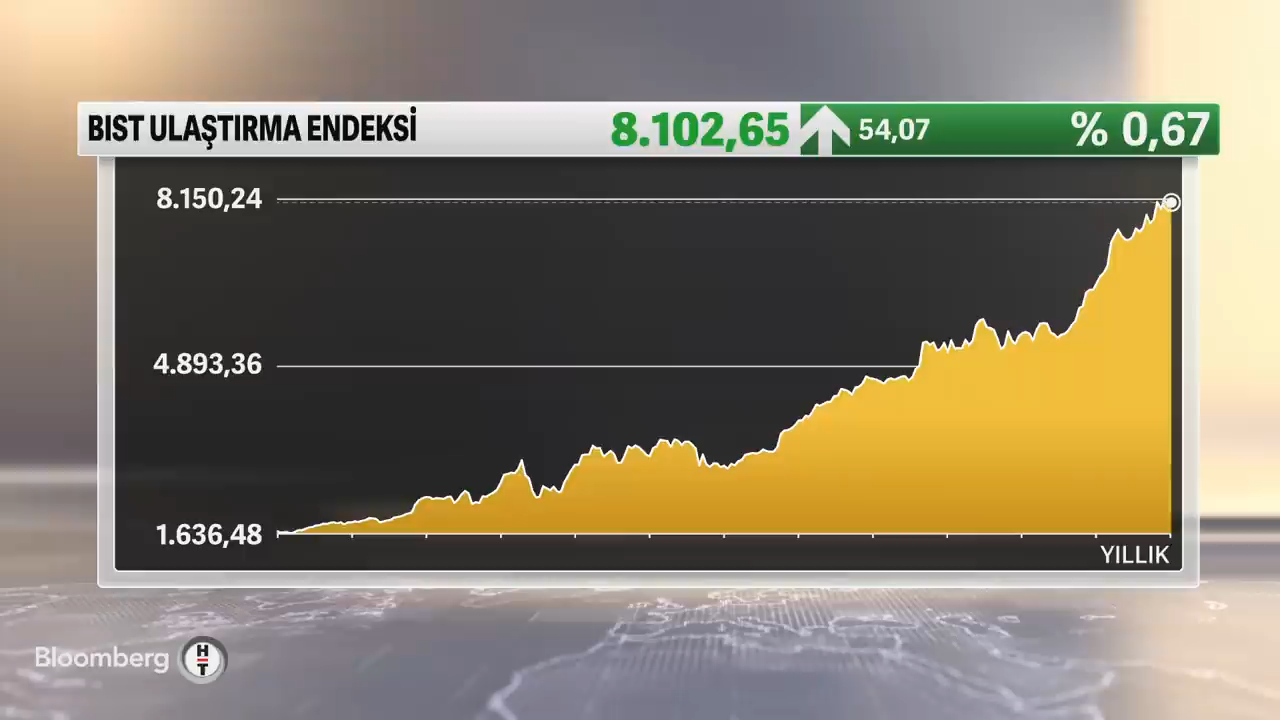 BIST ULAŞTIRMA ENDEKSİ 8.102,65 54,07 % 0,67
8.150,24
4.893,36
1.636,48
YILLIK
Bloomberg HT